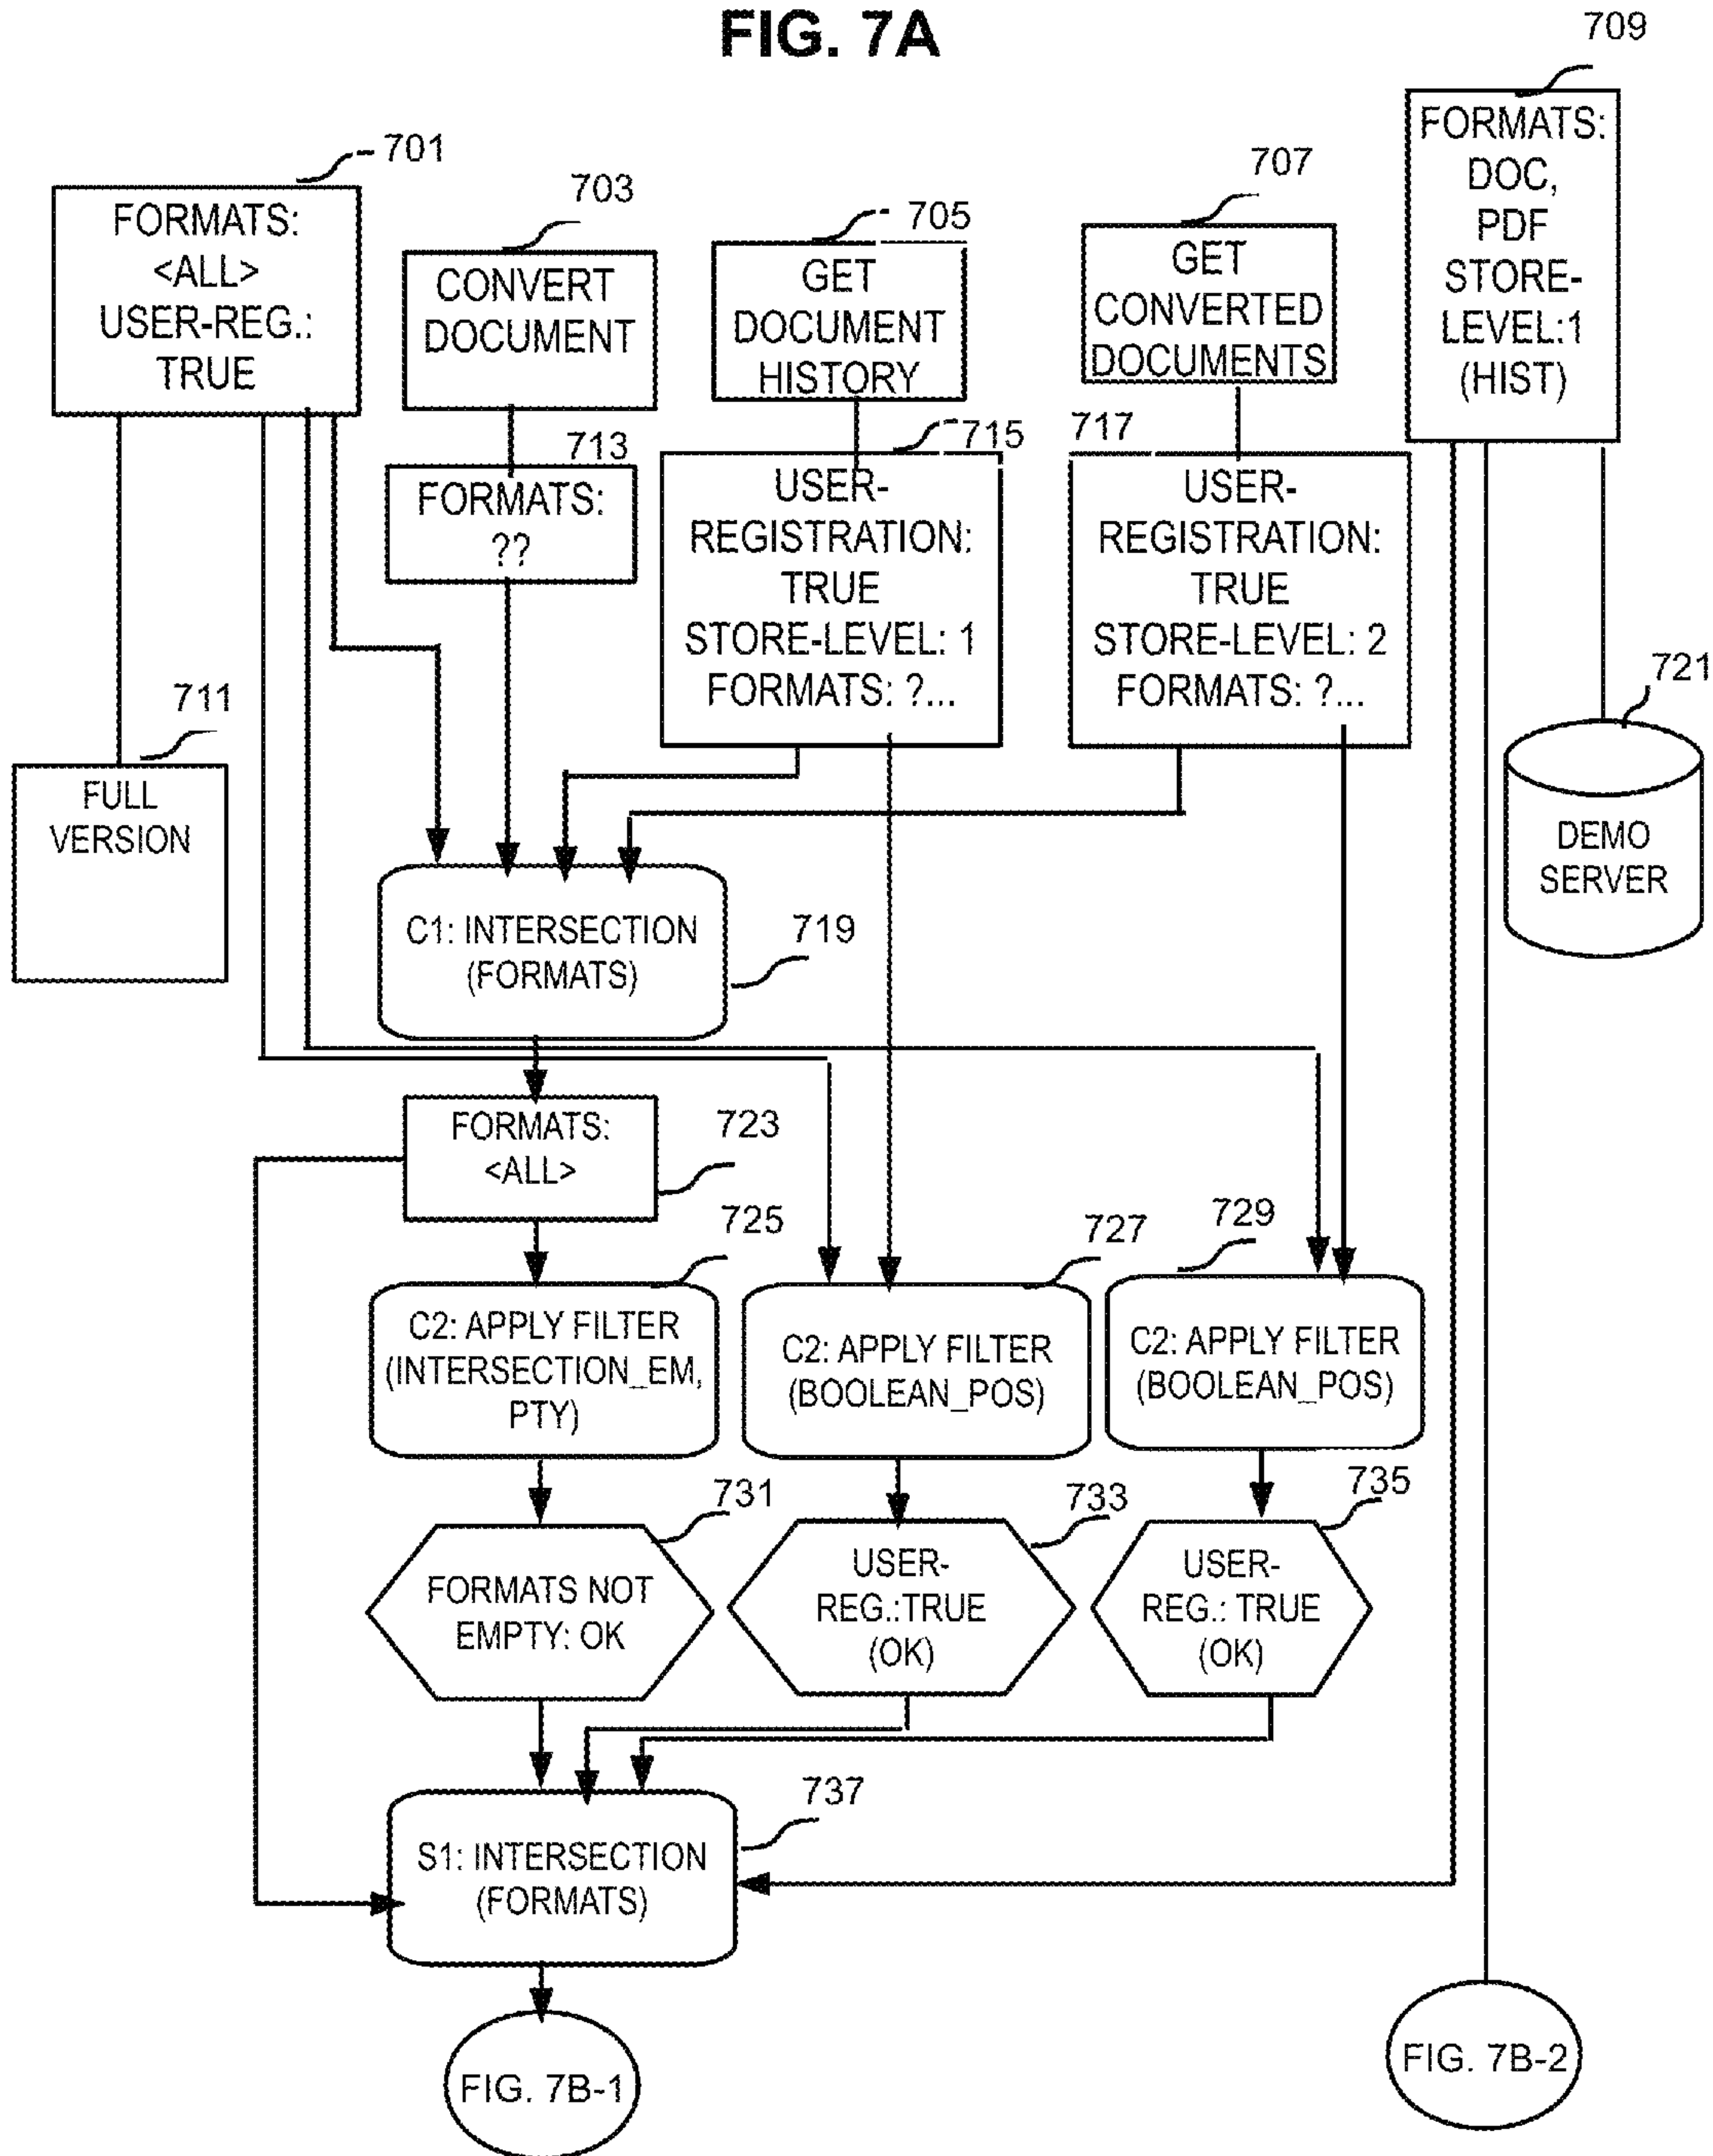 FIG. 7A
709
FORMATS:
DOC,
PDF
STORE-
LEVEL:1
(HIST)
701
FORMATS:
<ALL>
USER-REG.:
TRUE
703
CONVERT
DOCUMENT
705
GET
DOCUMENT
HISTORY
707
GET
CONVERTED
DOCUMENTS
713
FORMATS:
??
715
USER-
REGISTRATION:
TRUE
STORE-LEVEL: 1
FORMATS: ?...
717
USER-
REGISTRATION:
TRUE
STORE-LEVEL: 2
FORMATS: ?...
711
FULL
VERSION
721
DEMO
SERVER
C1: INTERSECTION
(FORMATS)
719
FORMATS:
<ALL>
723
725
C2: APPLY FILTER
(INTERSECTION_EM,
PTY)
727
C2: APPLY FILTER
(BOOLEAN_POS)
729
C2: APPLY FILTER
(BOOLEAN_POS)
731
FORMATS NOT
EMPTY: OK
733
USER-
REG.:TRUE
(OK)
735
USER-
REG.: TRUE
(OK)
737
S1: INTERSECTION
(FORMATS)
FIG. 7B-1
FIG. 7B-2